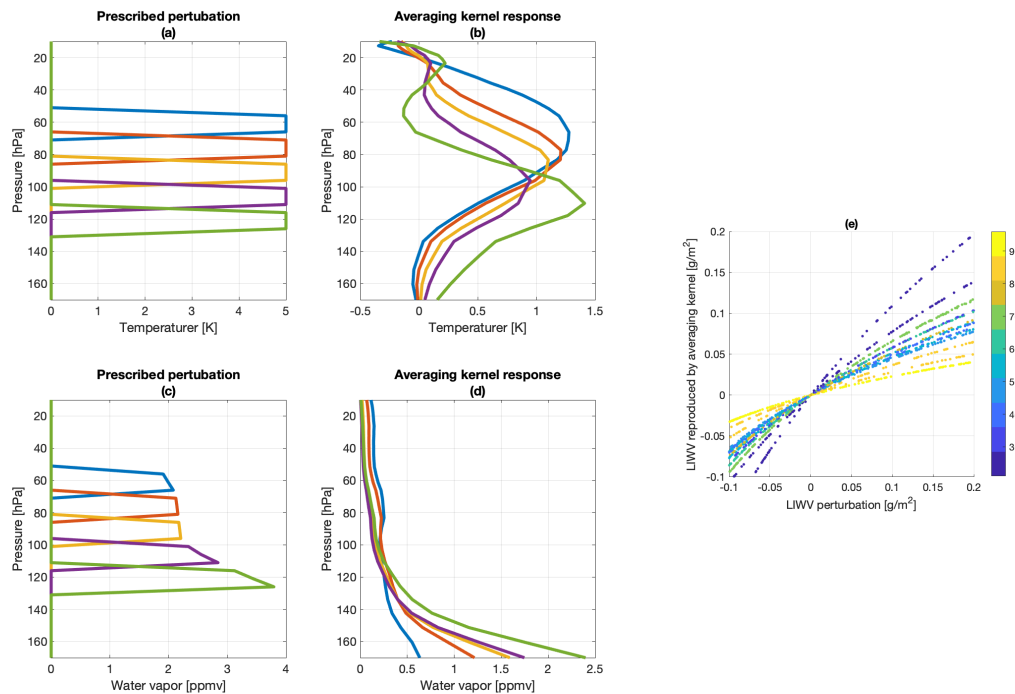 Prescribed pertubation
(a)
20
40
60
80
100
120
140
160
Pressure [hPa]
0 1 2 3 4 5
Temperaturer [K]
Averaging kernel response
(b)
20
40
60
80
100
120
140
160
Pressure [hPa]
-0.5 0 0.5 1 1.5
Temperaturer [K]
Prescribed pertubation
(c)
20
40
60
80
100
120
140
160
Pressure [hPa]
0 1 2 3 4
Water vapor [ppmv]
Averaging kernel response
(d)
20
40
60
80
100
120
140
160
Pressure [hPa]
0 0.5 1 1.5 2 2.5
Water vapor [ppmv]
(e)
0.2
0.15
0.1
0.05
0
-0.05
-0.1
LIWV reproduced by averaging kernel [g/m²]
-0.1 -0.05 0 0.05 0.1 0.15 0.2
LIWV perturbation [g/m²]
9
8
7
6
5
4
3